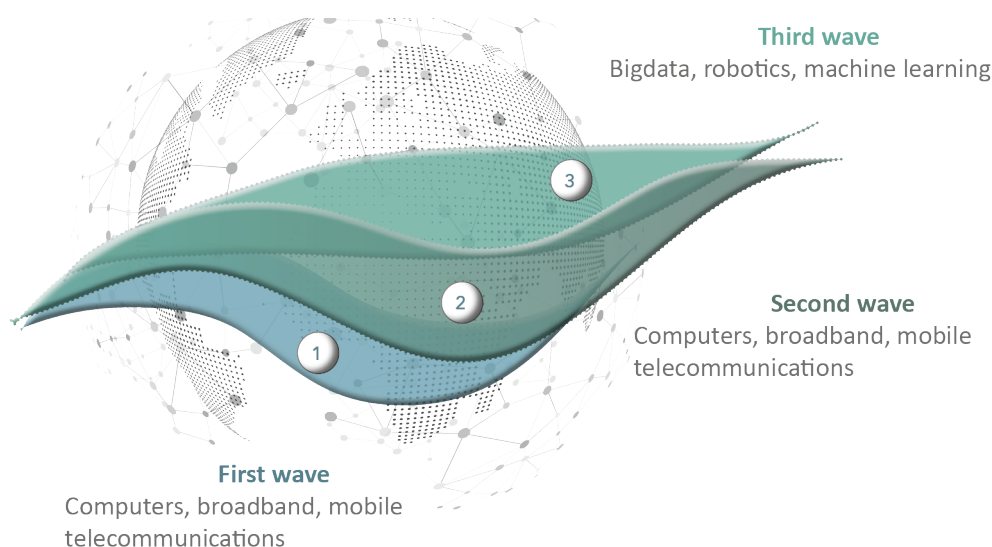 Third wave
Bigdata, robotics, machine learning
3
2
Second wave
Computers, broadband, mobile
telecommunications
1
First wave
Computers, broadband, mobile
telecommunications